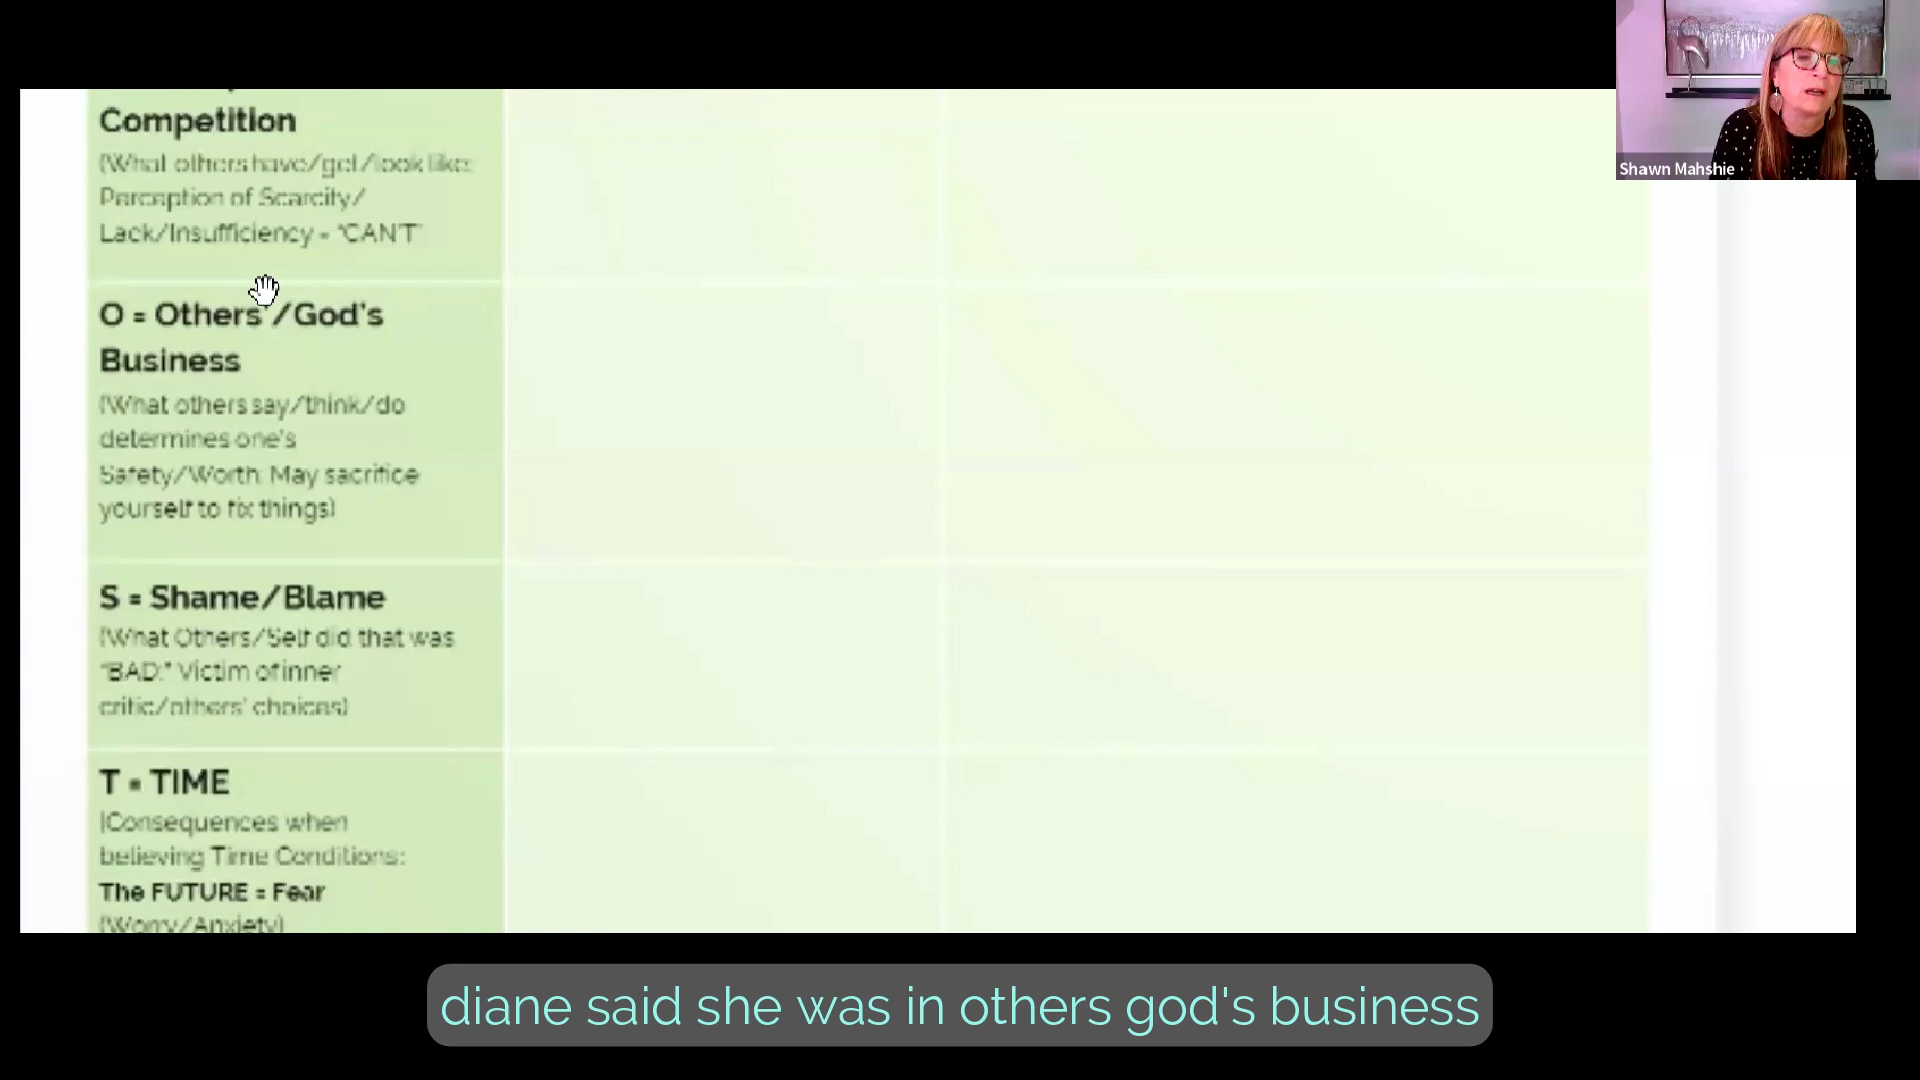 Competition
(What others have/get/look like:
Perception of Scarcity/
Lack/Insufficiency = "CAN'T"
O = Others'/God's
Business
(What others say/think/do
determines one's
Safety/Worth: May sacrifice
yourself to fix things)
S = Shame/Blame
(What Others/Self did that was
"BAD:" Victim of inner
critic/others' choices)
T = TIME
(Consequences when
believing Time Conditions:
The FUTURE = Fear
(Worry/Anxiety)
Shawn Mahshie
diane said she was in others god's business